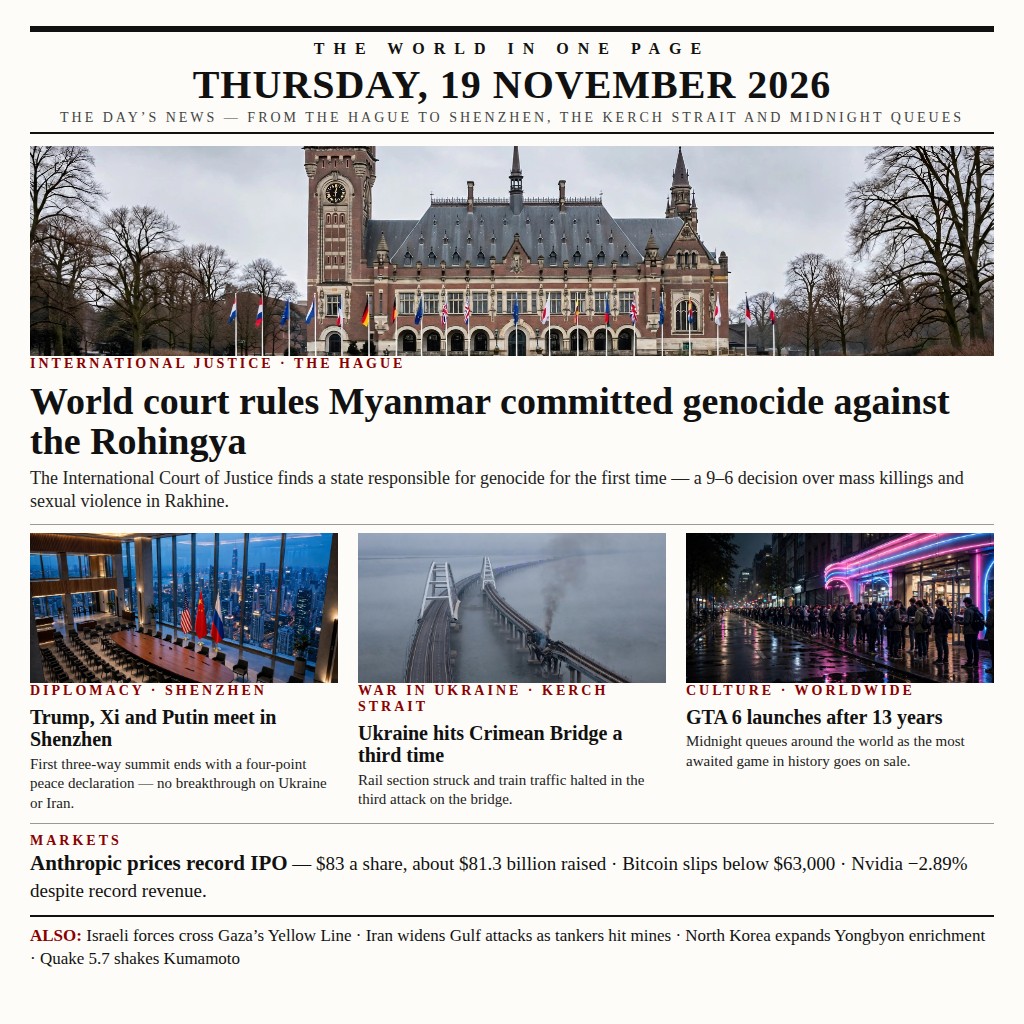 THE WORLD IN ONE PAGE
THURSDAY, 19 NOVEMBER 2026
THE DAY’S NEWS — FROM THE HAGUE TO SHENZHEN, THE KERCH STRAIT AND MIDNIGHT QUEUES
INTERNATIONAL JUSTICE · THE HAGUE
World court rules Myanmar committed genocide against
the Rohingya
The International Court of Justice finds a state responsible for genocide for the first time — a 9–6 decision over mass killings and
sexual violence in Rakhine.
DIPLOMACY · SHENZHEN
Trump, Xi and Putin meet in
Shenzhen
First three-way summit ends with a four-point
peace declaration — no breakthrough on Ukraine
or Iran.
WAR IN UKRAINE · KERCH
STRAIT
Ukraine hits Crimean Bridge a
third time
Rail section struck and train traffic halted in the
third attack on the bridge.
CULTURE · WORLDWIDE
GTA 6 launches after 13 years
Midnight queues around the world as the most
awaited game in history goes on sale.
MARKETS
Anthropic prices record IPO — $83 a share, about $81.3 billion raised · Bitcoin slips below $63,000 · Nvidia −2.89%
despite record revenue.
ALSO: Israeli forces cross Gaza’s Yellow Line · Iran widens Gulf attacks as tankers hit mines · North Korea expands Yongbyon enrichment
· Quake 5.7 shakes Kumamoto